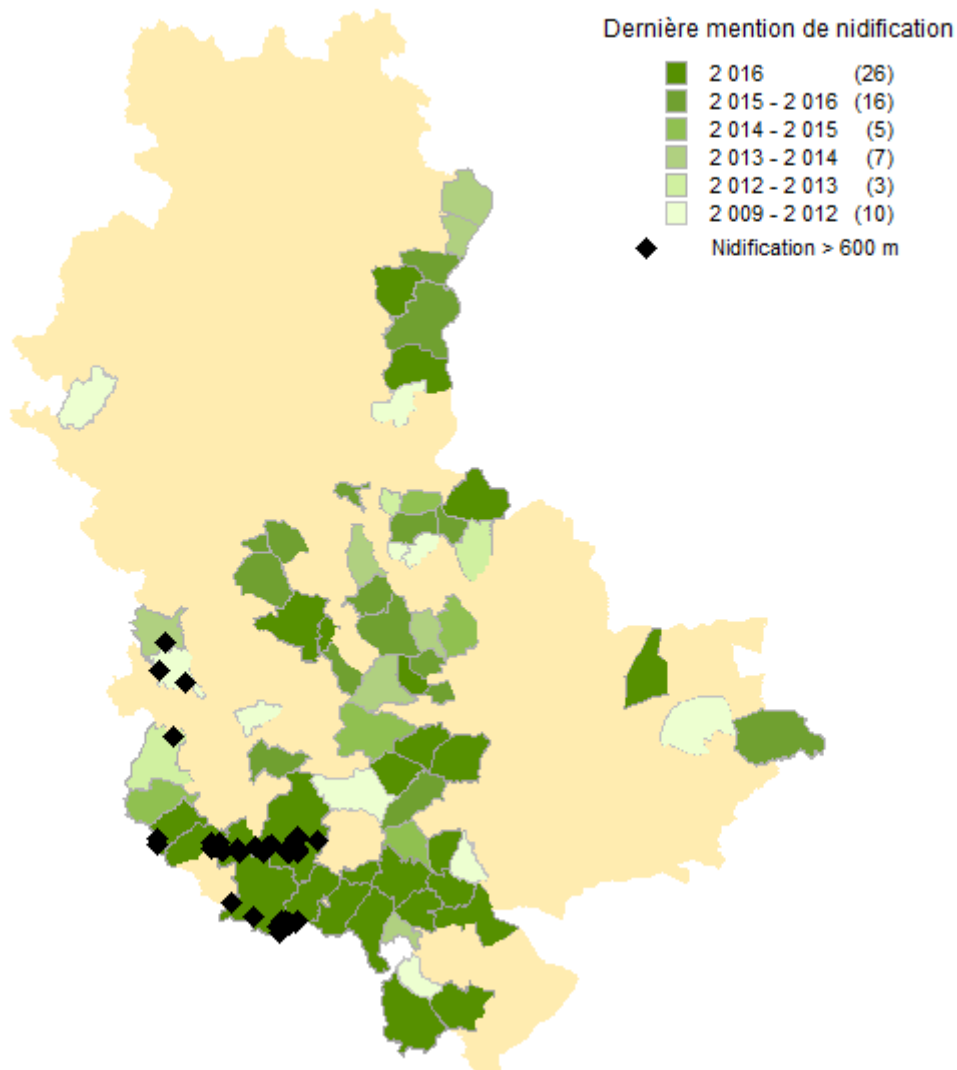 Dernière mention de nidification
2 016 (26)
2 015 - 2 016 (16)
2 014 - 2 015 (5)
2 013 - 2 014 (7)
2 012 - 2 013 (3)
2 009 - 2 012 (10)
Nidification > 600 m